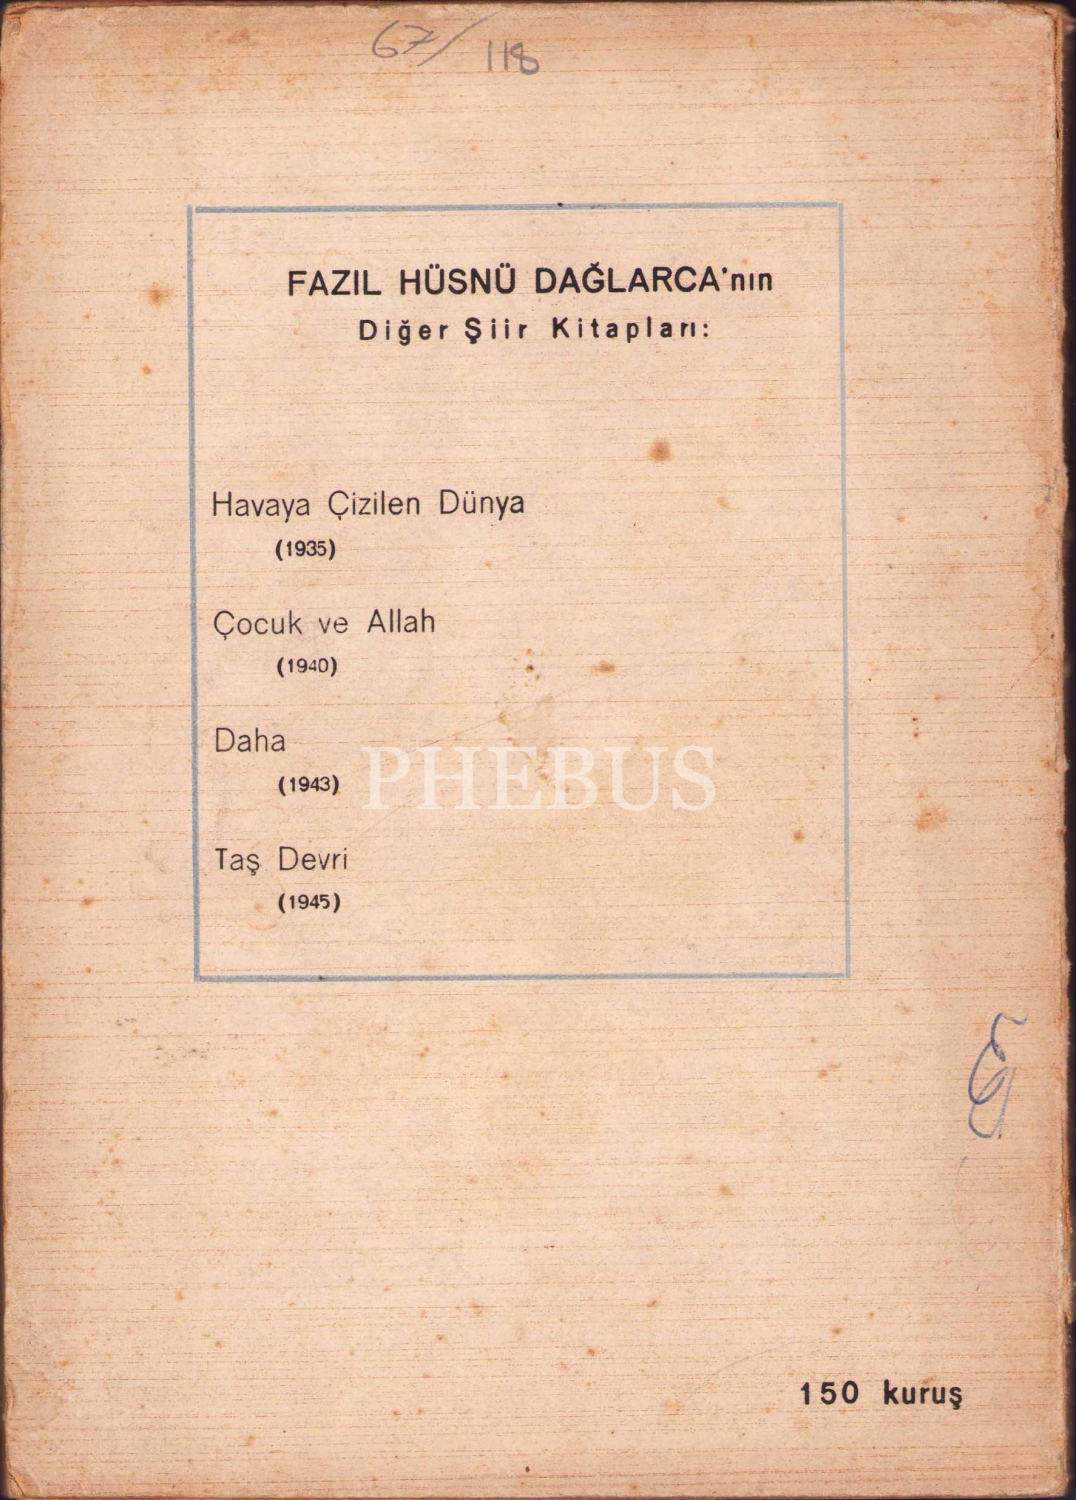 67/118
FAZIL HÜSNÜ DAĞLARCA'nın
Diğer Şiir Kitapları:
Havaya Çizilen Dünya
(1935)
Çocuk ve Allah
(1940)
Daha
(1943)
PHEBUS
Taş Devri
(1945)
150 kuruş